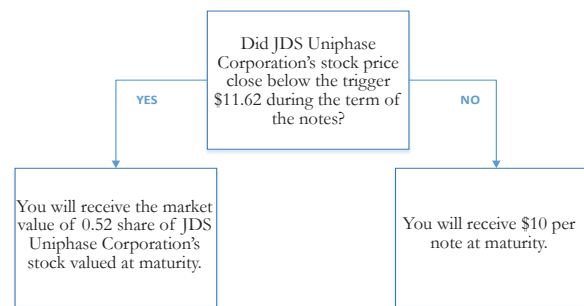 Did JDS Uniphase
Corporation's stock price
close below the trigger
$11.62 during the term of
the notes?
YES
NO
You will receive the market
value of 0.52 share of JDS
Uniphase Corporation's
stock valued at maturity.
You will receive $10 per
note at maturity.